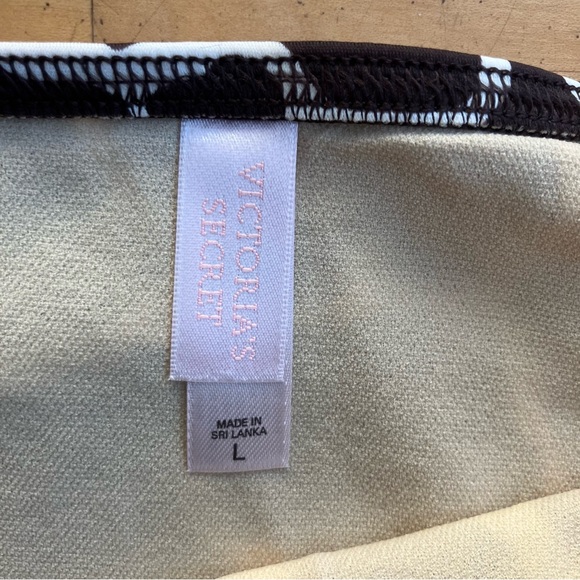 VICTORIA'S
SECRET
MADE IN
SRI LANKA
L